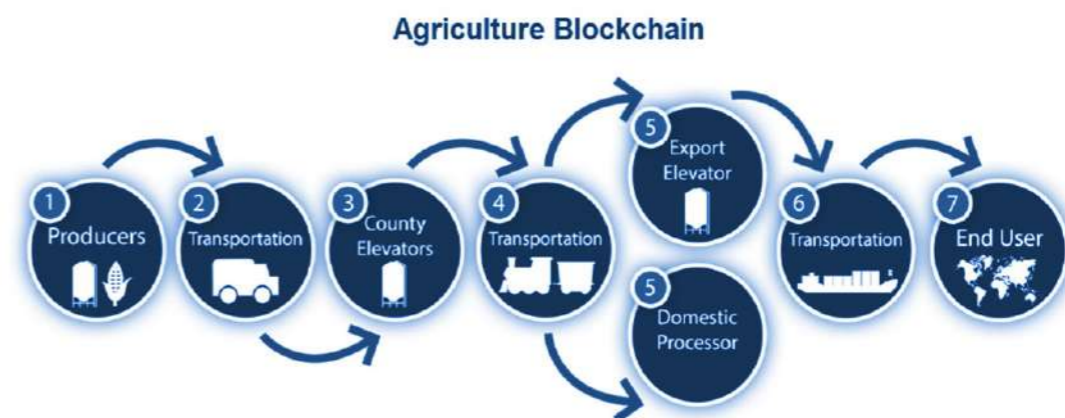 Agriculture Blockchain
1
Producers
2
Transportation
3
County
Elevators
4
Transportation
5
Export
Elevator
5
Domestic
Processor
6
Transportation
7
End User